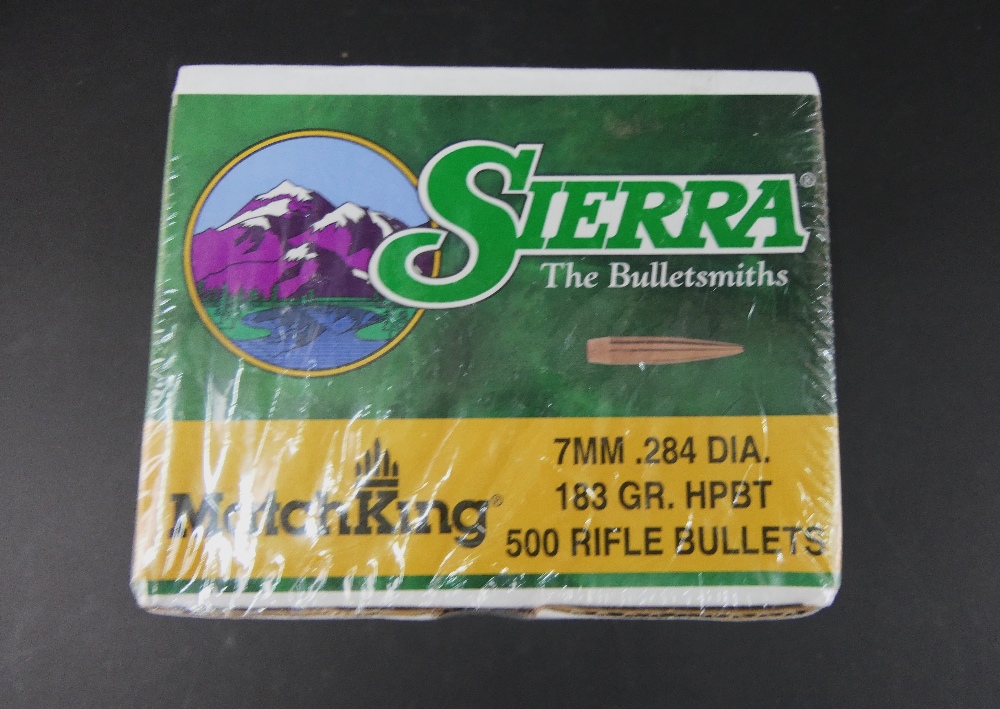 SIERRA®
The Bulletsmiths
7MM .284 DIA.
183 GR. HPBT
MatchKing®
500 RIFLE BULLETS